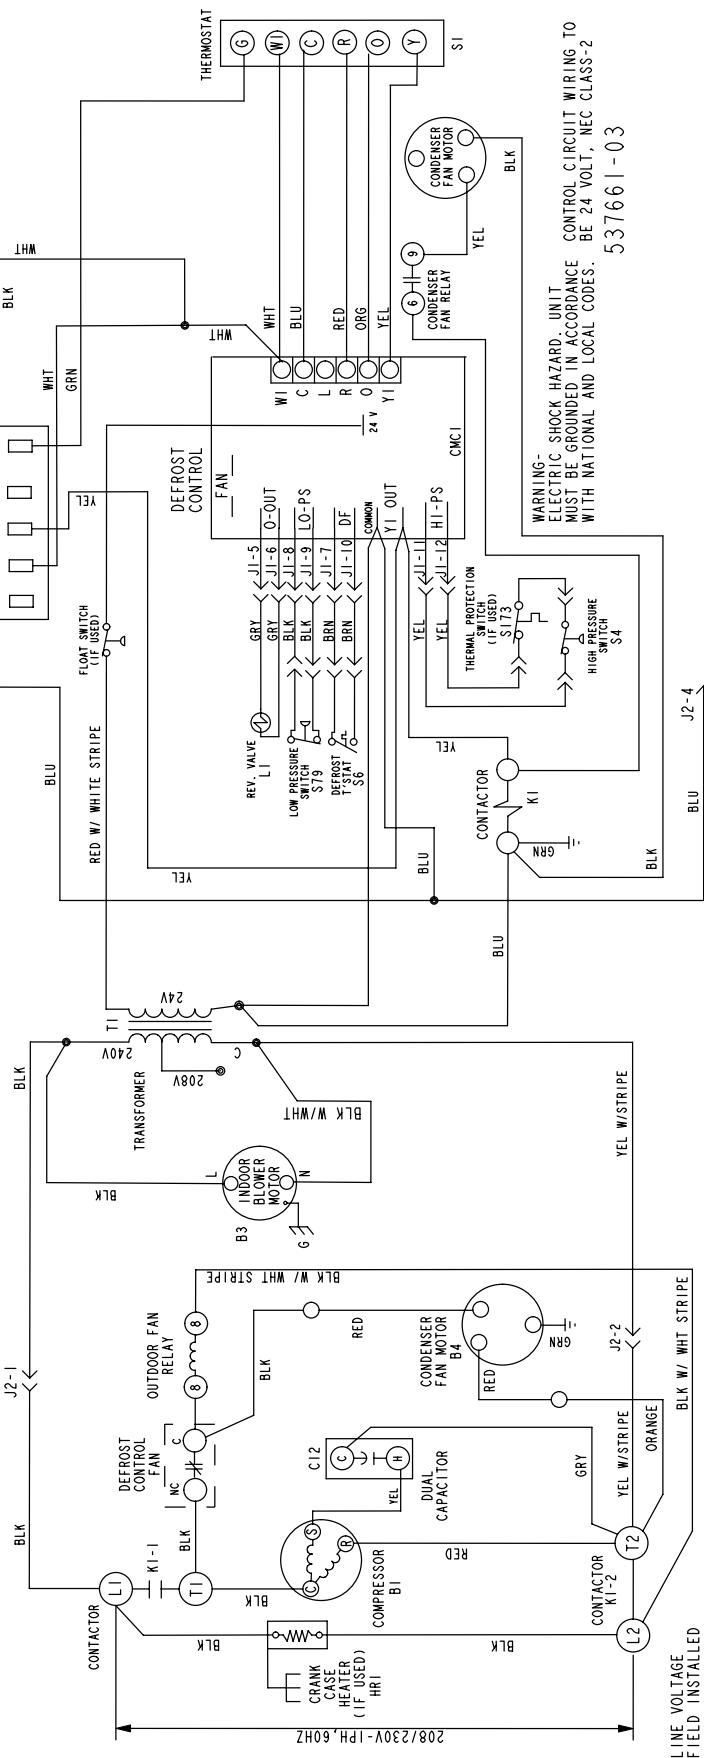 THERMOSTAT
G
W1
C
R
O
Y
S1
WHT
BLK
WHT
GRN
WHT
YEL
WHT
BLU
RED
ORG
YEL
CONDENSER
FAN MOTOR
BLK
YEL
9
6
CONDENSER
FAN RELAY
WARNING-
ELECTRIC SHOCK HAZARD. UNIT
MUST BE GROUNDED IN ACCORDANCE
WITH NATIONAL AND LOCAL CODES.
CONTROL CIRCUIT WIRING TO
BE 24 VOLT, NEC CLASS-2
537661-03
DEFROST
CONTROL
FAN
W1
C
L
R
O
Y1
24 V
CMC1
O-OUT
LO-PS
DF
COMMON
Y1 OUT
HI-PS
J1-5
J1-6
J1-8
J1-9
J1-7
J1-10
J1-11
J1-12
GRY
GRY
BLK
BLK
BRN
BRN
YEL
YEL
FLOAT SWITCH
(IF USED)
RED W/ WHITE STRIPE
BLU
REV. VALVE
L1
LOW PRESSURE
SWITCH
S79
DEFROST
T'STAT
S6
THERMAL PROTECTION
SWITCH
(IF USED)
S173
HIGH PRESSURE
SWITCH
S4
YEL
YEL
CONTACTOR
K1
GRN
BLU
BLU
BLK
BLU
J2-4
T1
24V
240V
208V
C
TRANSFORMER
BLK
BLK
BLK W/WHT
YEL W/STRIPE
L
N
INDOOR
BLOWER
MOTOR
B3
G
J2-1
BLK
OUTDOOR FAN
RELAY
8
8
BLK W/ WHT STRIPE
DEFROST
CONTROL
FAN
C
NC
BLK
RED
CONDENSER
FAN MOTOR
B4
RED
GRN
J2-2
BLK W/ WHT STRIPE
C12
C
H
DUAL
CAPACITOR
YEL
GRY
YEL W/STRIPE
ORANGE
CONTACTOR
L1
K1-1
T1
BLK
BLK
S
R
C
COMPRESSOR
B1
RED
T2
CONTACTOR
K1-2
L2
BLK
BLK
CRANK
CASE
HEATER
(IF USED)
HR1
208/230V-1PH,60HZ
LINE VOLTAGE
FIELD INSTALLED